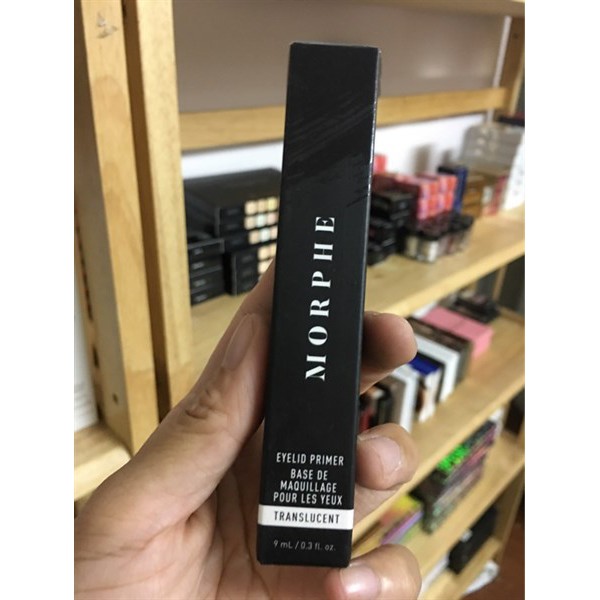 MORPHE
EYELID PRIMER
BASE DE
MAQUILLAGE
POUR LES YEUX
TRANSLUCENT
9 mL / 0.3 fl. oz.